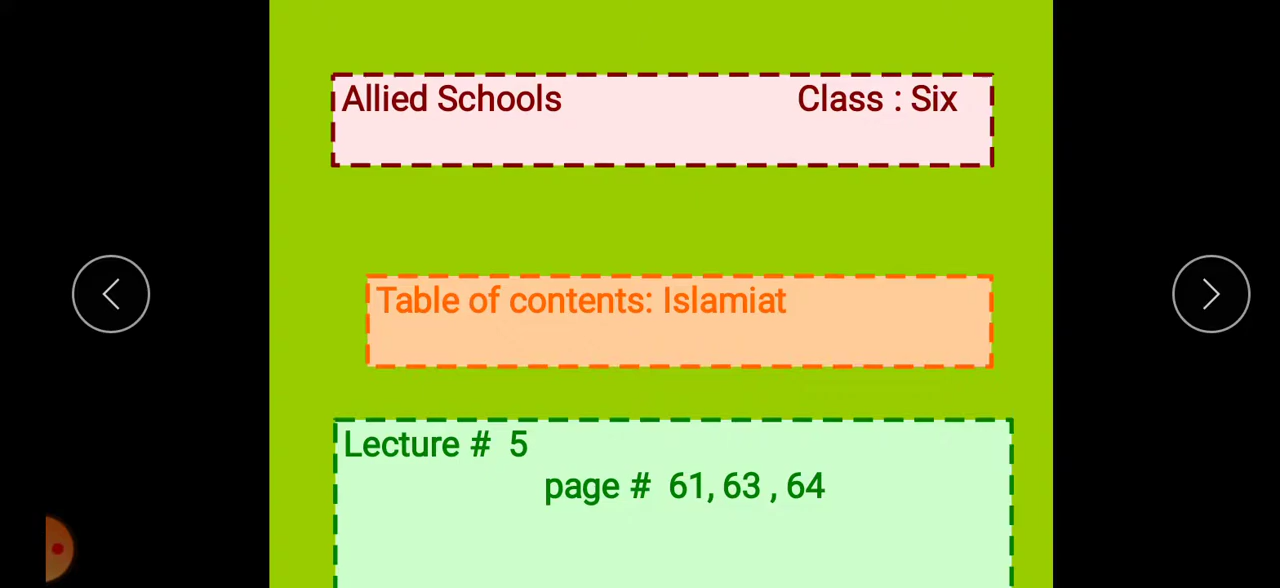 Allied Schools Class : Six
Table of contents: Islamiat
Lecture # 5
page # 61, 63 , 64